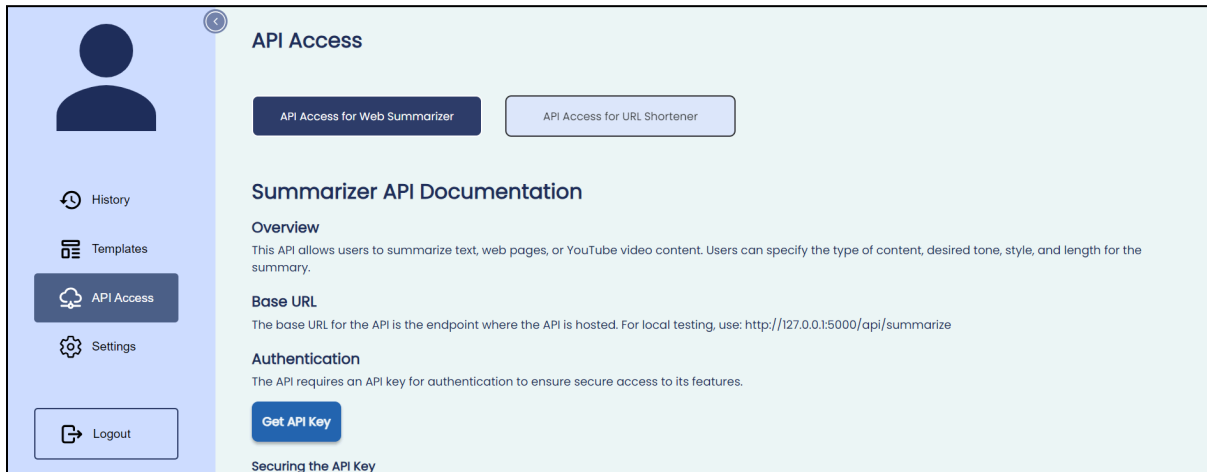 History
Templates
API Access
Settings
Logout
API Access
API Access for Web Summarizer
API Access for URL Shortener
Summarizer API Documentation
Overview
This API allows users to summarize text, web pages, or YouTube video content. Users can specify the type of content, desired tone, style, and length for the
summary.
Base URL
The base URL for the API is the endpoint where the API is hosted. For local testing, use: http://127.0.0.1:5000/api/summarize
Authentication
The API requires an API key for authentication to ensure secure access to its features.
Get API Key
Securing the API Key